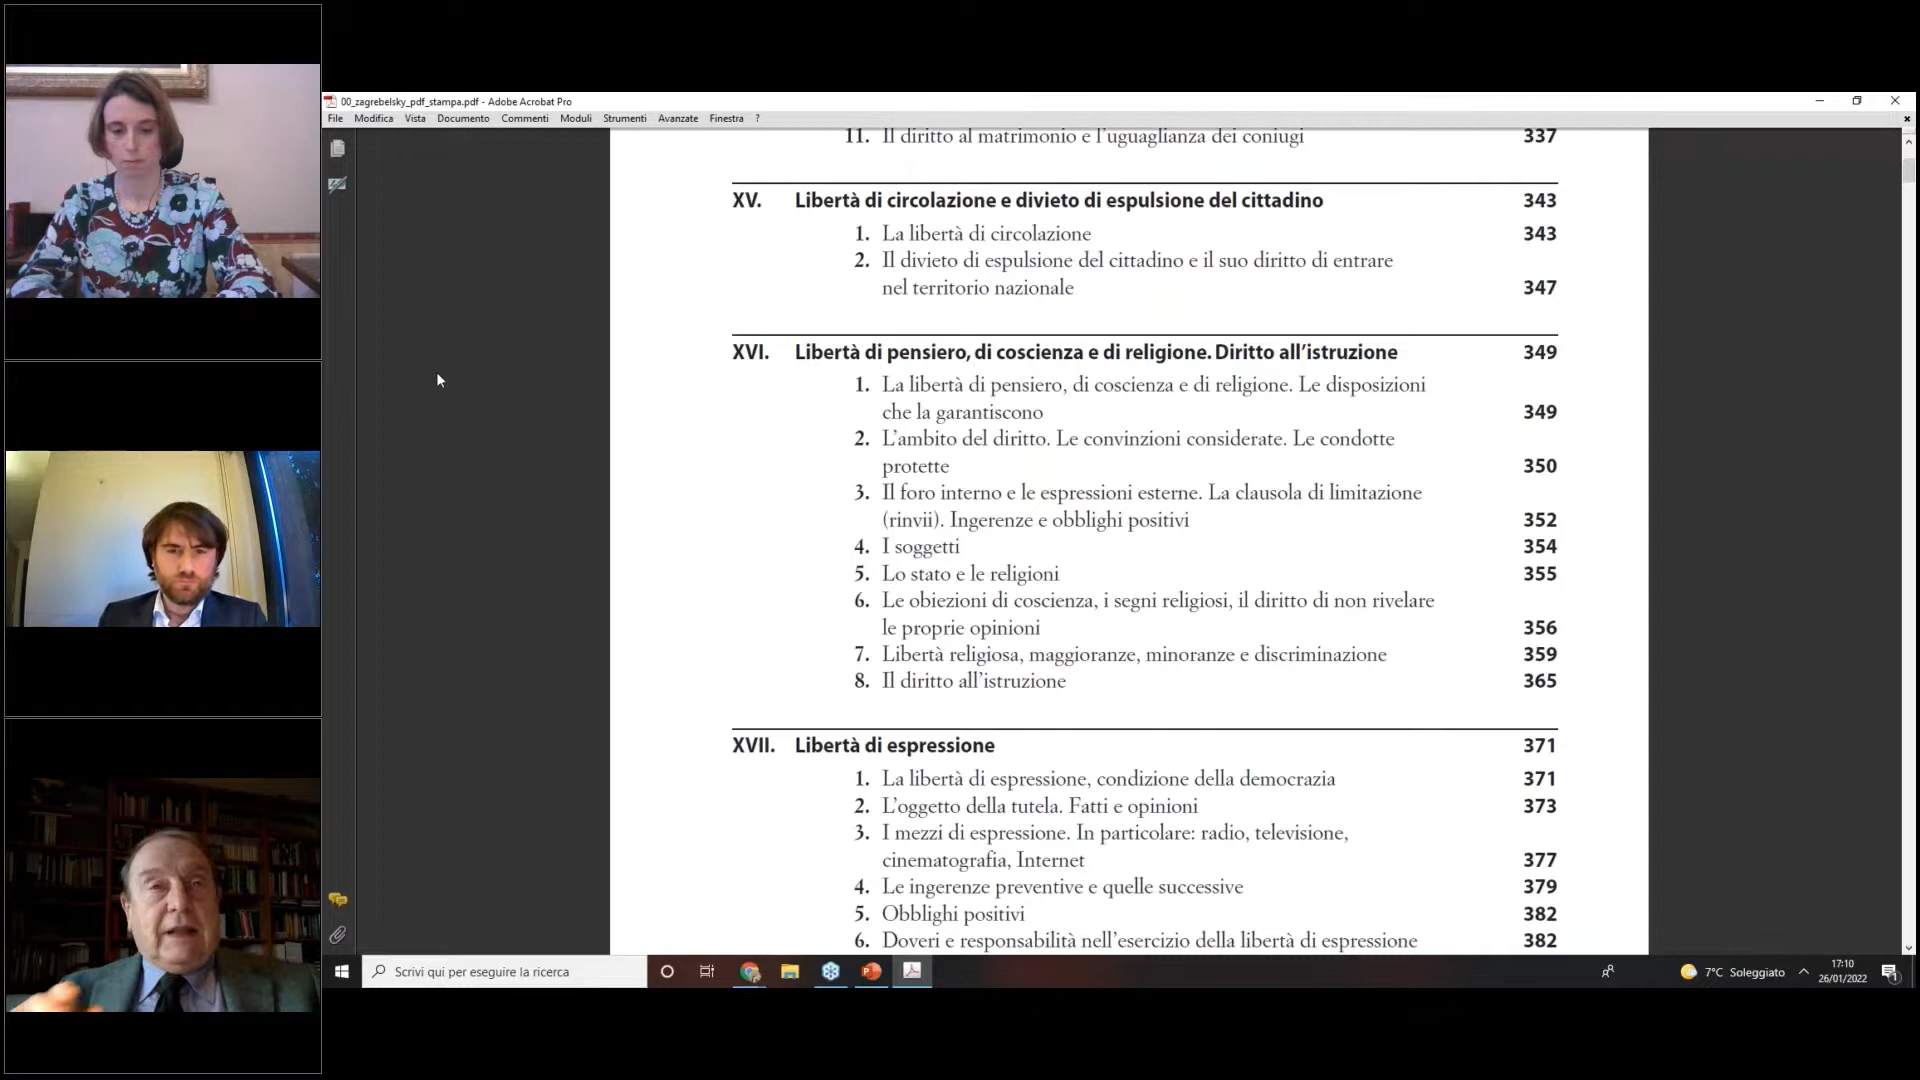 00_zagrebelsky_pdf_stampa.pdf - Adobe Acrobat Pro
File Modifica Vista Documento Commenti Moduli Strumenti Avanzate Finestra ?
11. Il diritto al matrimonio e l'uguaglianza dei coniugi 337
XV. Libertà di circolazione e divieto di espulsione del cittadino 343
1. La libertà di circolazione 343
2. Il divieto di espulsione del cittadino e il suo diritto di entrare
nel territorio nazionale 347
XVI. Libertà di pensiero, di coscienza e di religione. Diritto all'istruzione 349
1. La libertà di pensiero, di coscienza e di religione. Le disposizioni
che la garantiscono 349
2. L'ambito del diritto. Le convinzioni considerate. Le condotte
protette 350
3. Il foro interno e le espressioni esterne. La clausola di limitazione
(rinvii). Ingerenze e obblighi positivi 352
4. I soggetti 354
5. Lo stato e le religioni 355
6. Le obiezioni di coscienza, i segni religiosi, il diritto di non rivelare
le proprie opinioni 356
7. Libertà religiosa, maggioranze, minoranze e discriminazione 359
8. Il diritto all'istruzione 365
XVII. Libertà di espressione 371
1. La libertà di espressione, condizione della democrazia 371
2. L'oggetto della tutela. Fatti e opinioni 373
3. I mezzi di espressione. In particolare: radio, televisione,
cinematografia, Internet 377
4. Le ingerenze preventive e quelle successive 379
5. Obblighi positivi 382
6. Doveri e responsabilità nell'esercizio della libertà di espressione 382
Scrivi qui per eseguire la ricerca
7°C Soleggiato
17:10
26/01/2022
1